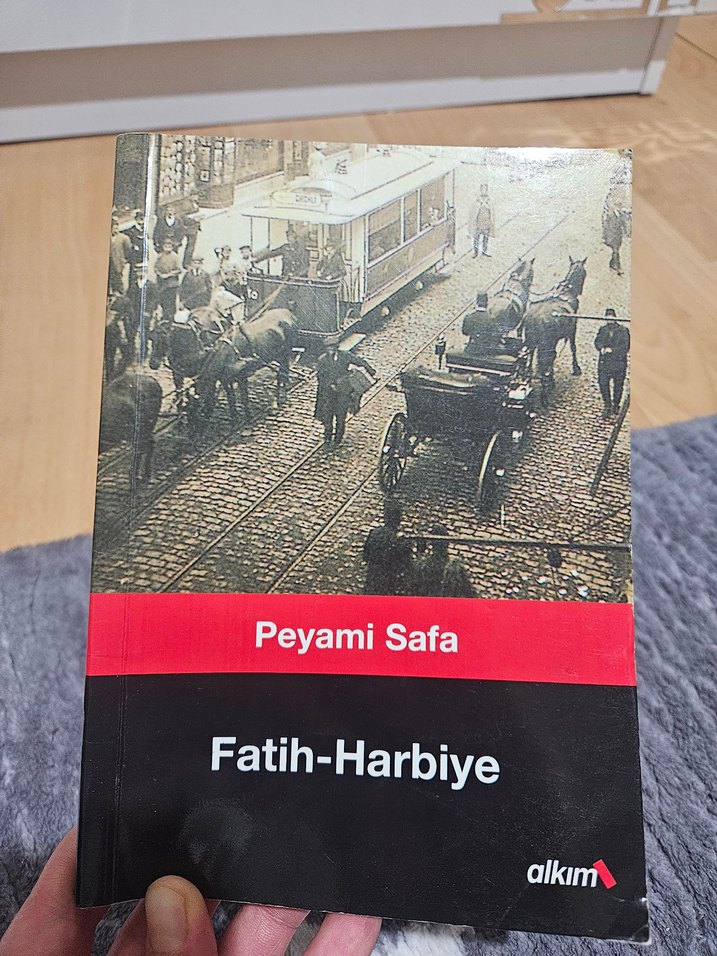 Peyami Safa
Fatih-Harbiye
alkım